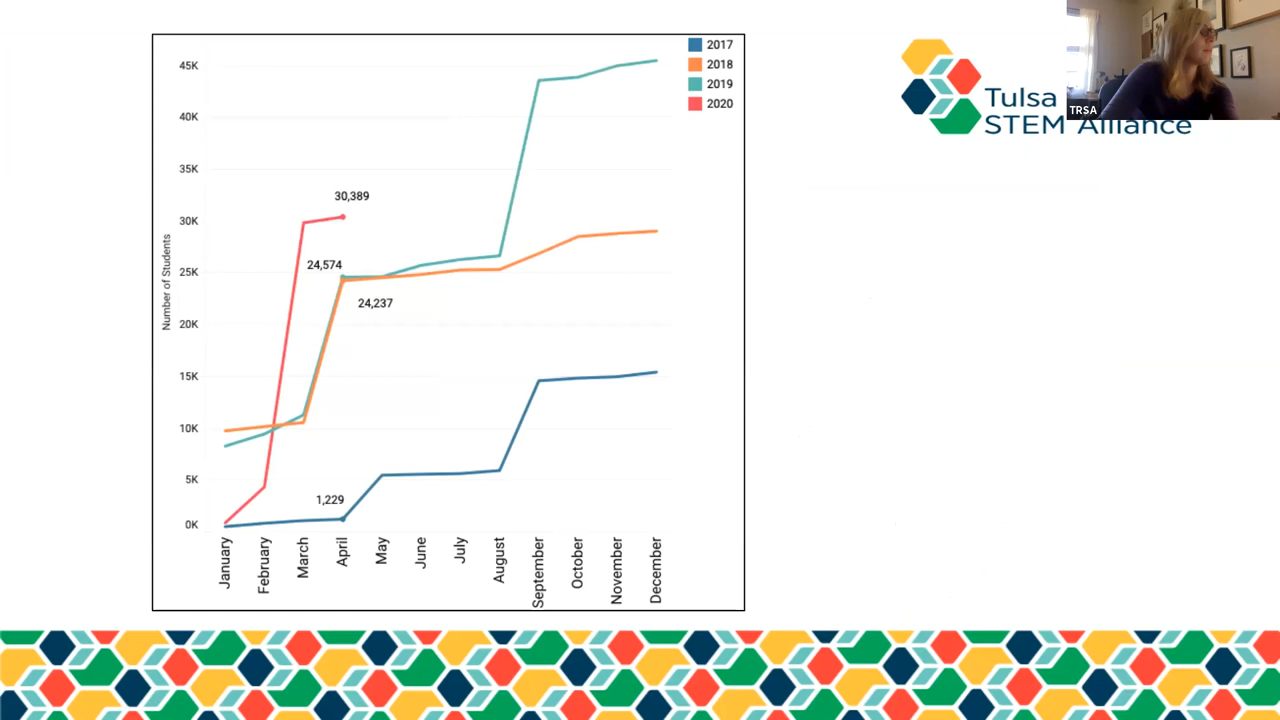 2017
2018
2019
2020
45K
40K
35K
30K
25K
20K
15K
10K
5K
0K
Number of Students
30,389
24,574
24,237
1,229
January
February
March
April
May
June
July
August
September
October
November
December
Tulsa
STEM Alliance
TRSA